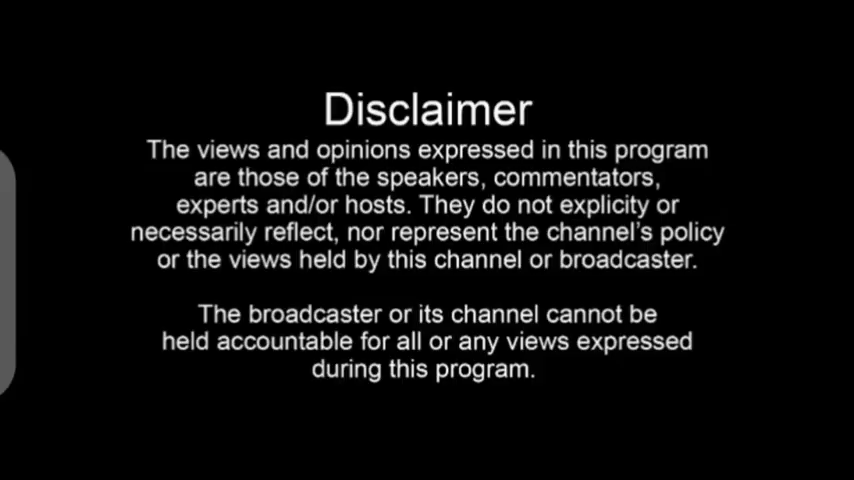 Disclaimer
The views and opinions expressed in this program
are those of the speakers, commentators,
experts and/or hosts. They do not explicity or
necessarily reflect, nor represent the channel's policy
or the views held by this channel or broadcaster.
The broadcaster or its channel cannot be
held accountable for all or any views expressed
during this program.